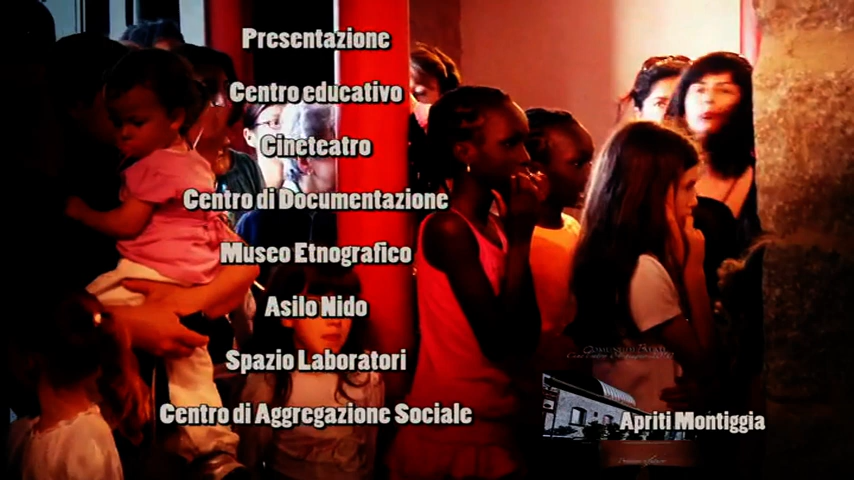 Presentazione
Centro educativo
Cineteatro
Centro di Documentazione
Museo Etnografico
Asilo Nido
Spazio Laboratori
Centro di Aggregazione Sociale
Apriti Montiggia